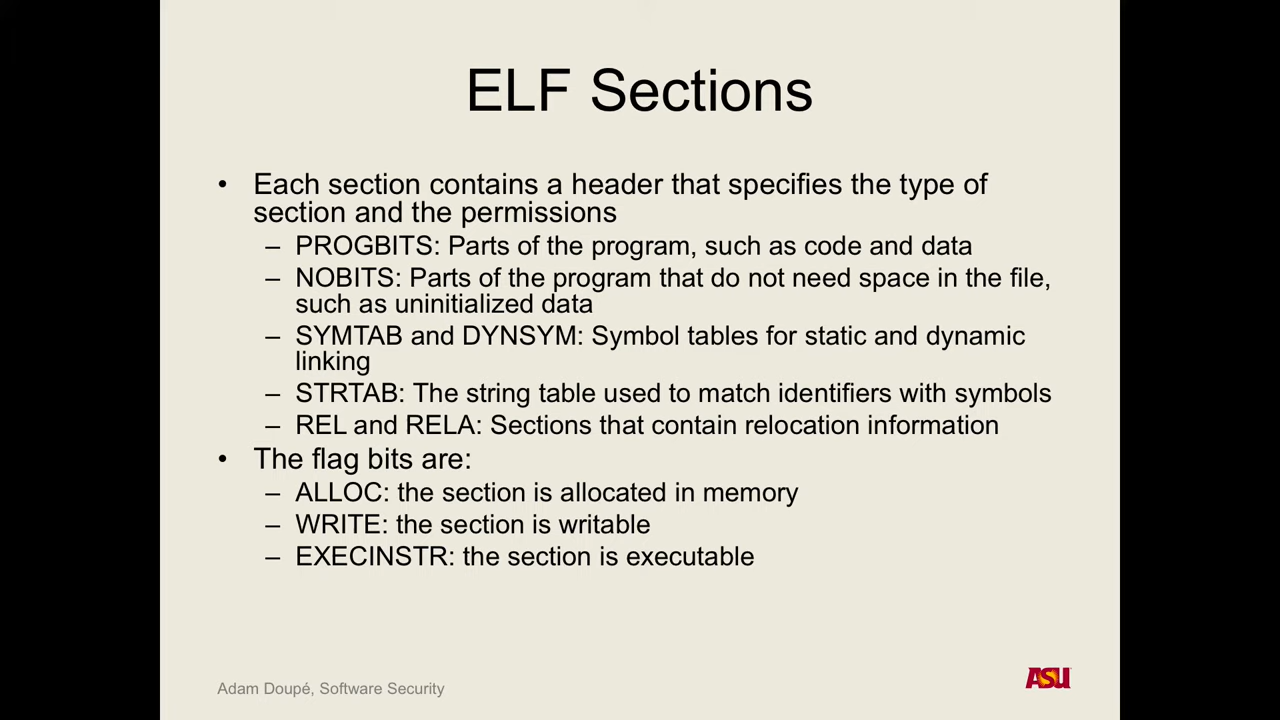 ELF Sections
• Each section contains a header that specifies the type of
section and the permissions
– PROGBITS: Parts of the program, such as code and data
– NOBITS: Parts of the program that do not need space in the file,
such as uninitialized data
– SYMTAB and DYNSYM: Symbol tables for static and dynamic
linking
– STRTAB: The string table used to match identifiers with symbols
– REL and RELA: Sections that contain relocation information
• The flag bits are:
– ALLOC: the section is allocated in memory
– WRITE: the section is writable
– EXECINSTR: the section is executable
Adam Doupé, Software Security
ASU